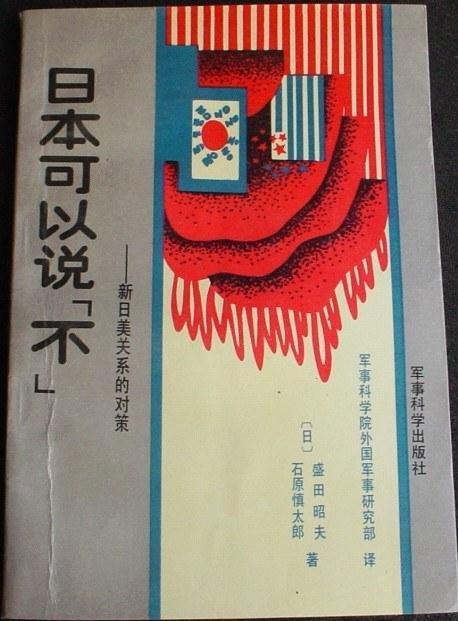 日本可以说「不」
——新日美关系的对策
〔日〕
盛田昭夫
石原慎太郎
著
军事科学院外国军事研究部 译
军事科学出版社